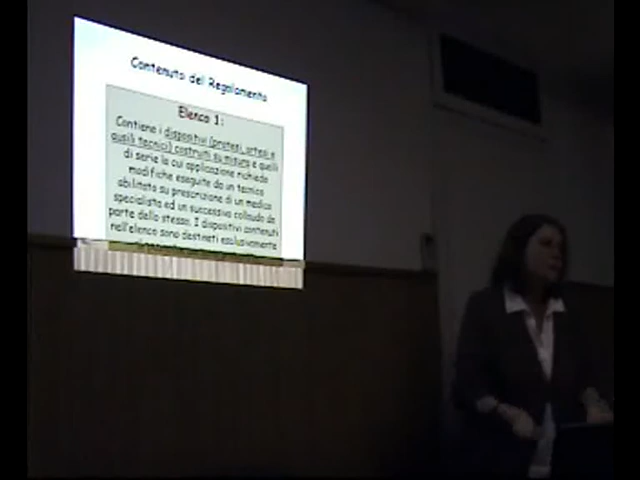 Contenuto del Regolamento
Elenco 1:
Contiene i dispositivi (protesi, ortesi e
ausili tecnici) costruiti su misura e quelli
di serie la cui applicazione richiede
modifiche eseguite da un tecnico
abilitato su prescrizione di un medico
specialista ed un successivo collaudo da
parte dello stesso. I dispositivi contenuti
nell'elenco sono destinati esclusivamente